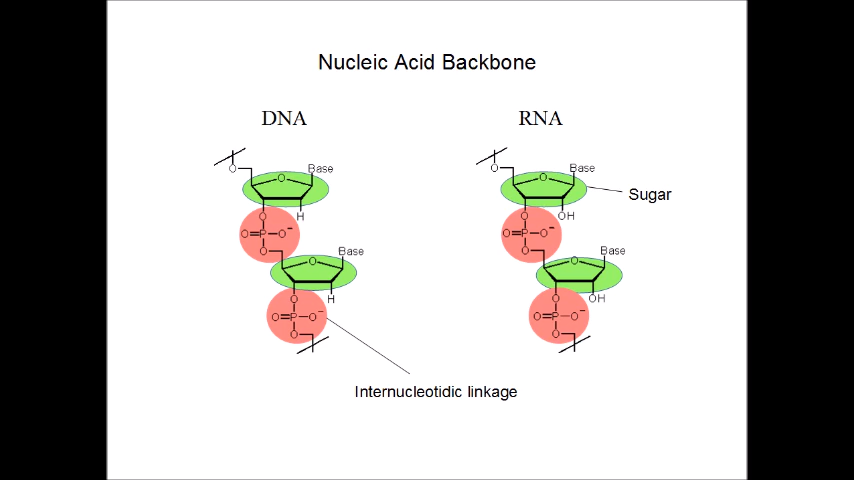 Nucleic Acid Backbone
DNA
RNA
O
O
Base
H
O
O=P-O-
O
O
Base
H
O
O=P-O-
O
O
O
Base
OH
Sugar
O
O=P-O-
O
O
Base
OH
O
O=P-O-
O
Internucleotidic linkage